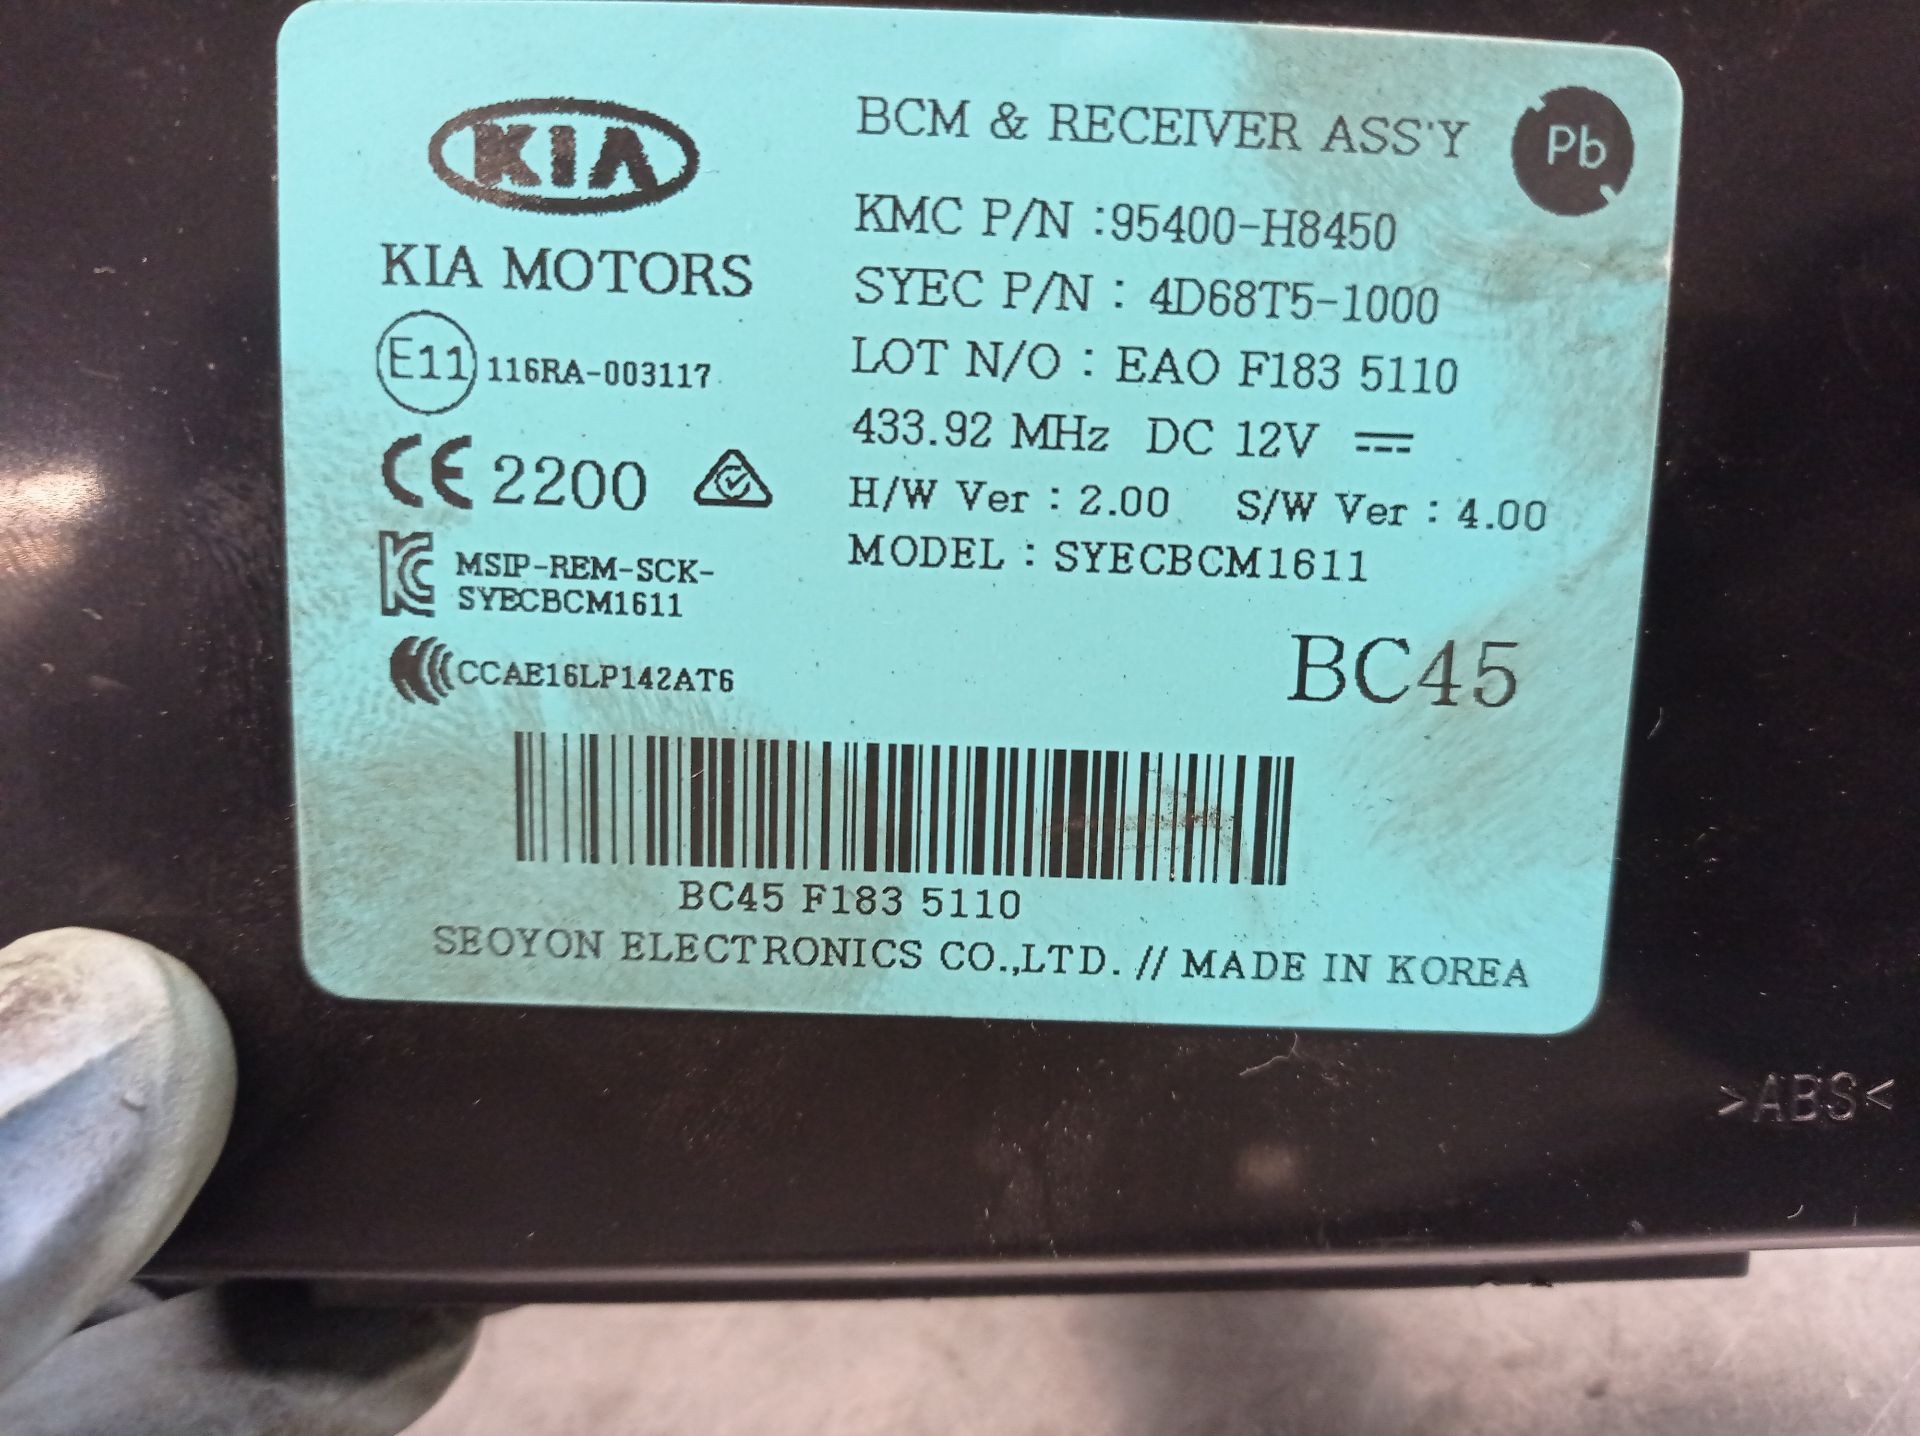 KIA
KIA MOTORS
E11 116RA-003117
CE 2200
MSIP-REM-SCK-
SYECBCM1611
CCAE16LP142AT6
BCM & RECEIVER ASS'Y
Pb
KMC P/N :95400-H8450
SYEC P/N : 4D68T5-1000
LOT N/O : EAO F183 5110
433.92 MHz DC 12V
H/W Ver : 2.00 S/W Ver : 4.00
MODEL : SYECBCM1611
BC45
BC45 F183 5110
SEOYON ELECTRONICS CO.,LTD. // MADE IN KOREA
>ABS<